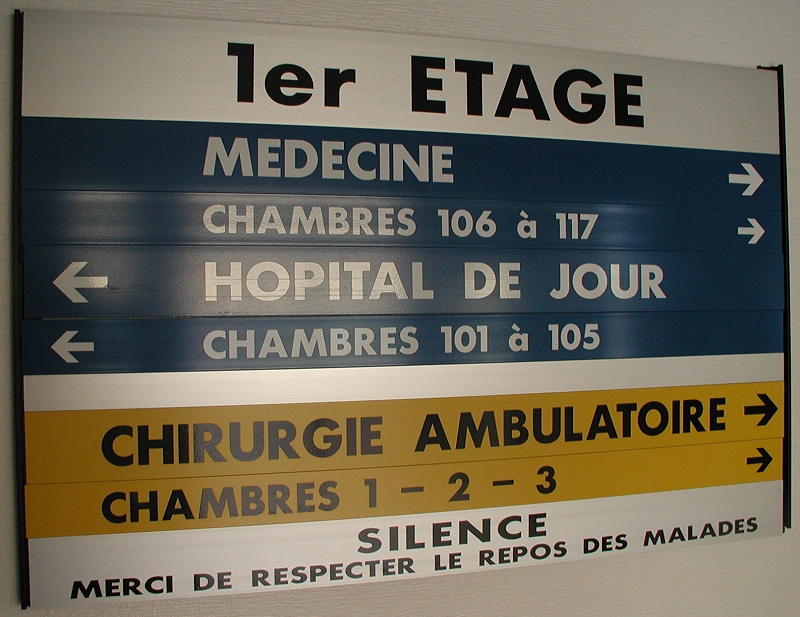 1er ETAGE
MEDECINE →
CHAMBRES 106 à 117 →
← HOPITAL DE JOUR
← CHAMBRES 101 à 105
CHIRURGIE AMBULATOIRE →
CHAMBRES 1 – 2 – 3 →
SILENCE
MERCI DE RESPECTER LE REPOS DES MALADES